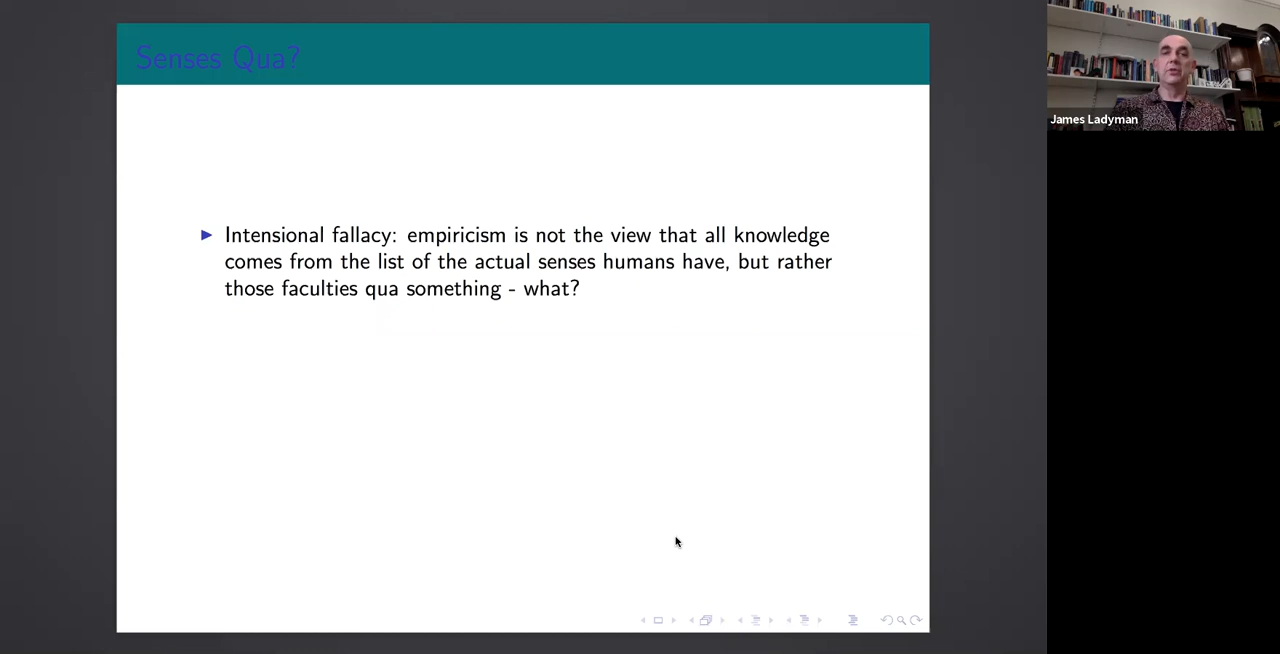 Senses Qua?
James Ladyman
Intensional fallacy: empiricism is not the view that all knowledge
comes from the list of the actual senses humans have, but rather
those faculties qua something - what?